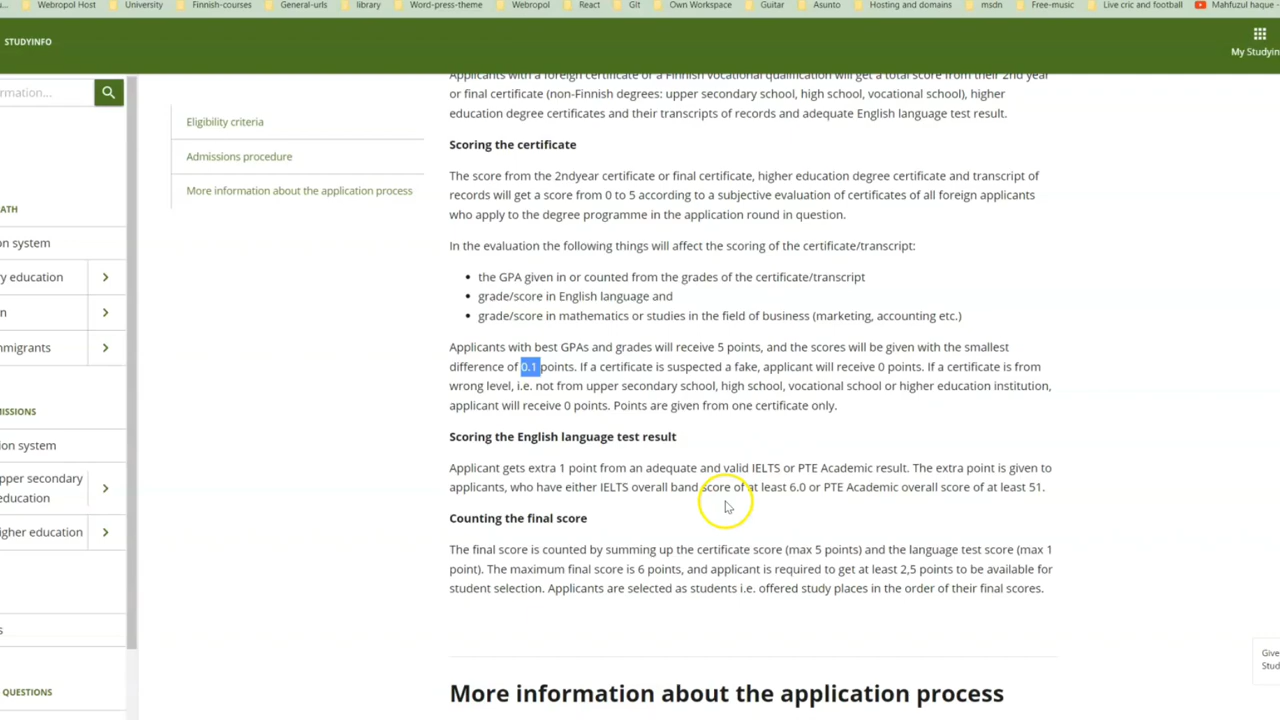 Webropol Host
University
Finnish-courses
General-urls
library
Word-press-theme
Webropol
React
GIt
Own Workspace
Guitar
Asunto
Hosting and domains
msdn
Free-music
Live cric and football
Mahfuzul haque -
STUDYINFO
My Studyin
rmation...
ATH
on system
y education
n
migrants
MISSIONS
on system
pper secondary
education
igher education
s
QUESTIONS
Eligibility criteria
Admissions procedure
More information about the application process
Applicants with a foreign certificate or a Finnish vocational qualification will get a total score from their 2nd year
or final certificate (non-Finnish degrees: upper secondary school, high school, vocational school), higher
education degree certificates and their transcripts of records and adequate English language test result.
Scoring the certificate
The score from the 2ndyear certificate or final certificate, higher education degree certificate and transcript of
records will get a score from 0 to 5 according to a subjective evaluation of certificates of all foreign applicants
who apply to the degree programme in the application round in question.
In the evaluation the following things will affect the scoring of the certificate/transcript:
• the GPA given in or counted from the grades of the certificate/transcript
• grade/score in English language and
• grade/score in mathematics or studies in the field of business (marketing, accounting etc.)
Applicants with best GPAs and grades will receive 5 points, and the scores will be given with the smallest
difference of 0.1 points. If a certificate is suspected a fake, applicant will receive 0 points. If a certificate is from
wrong level, i.e. not from upper secondary school, high school, vocational school or higher education institution,
applicant will receive 0 points. Points are given from one certificate only.
Scoring the English language test result
Applicant gets extra 1 point from an adequate and valid IELTS or PTE Academic result. The extra point is given to
applicants, who have either IELTS overall band score of at least 6.0 or PTE Academic overall score of at least 51.
Counting the final score
The final score is counted by summing up the certificate score (max 5 points) and the language test score (max 1
point). The maximum final score is 6 points, and applicant is required to get at least 2,5 points to be available for
student selection. Applicants are selected as students i.e. offered study places in the order of their final scores.
More information about the application process
Give
Stud